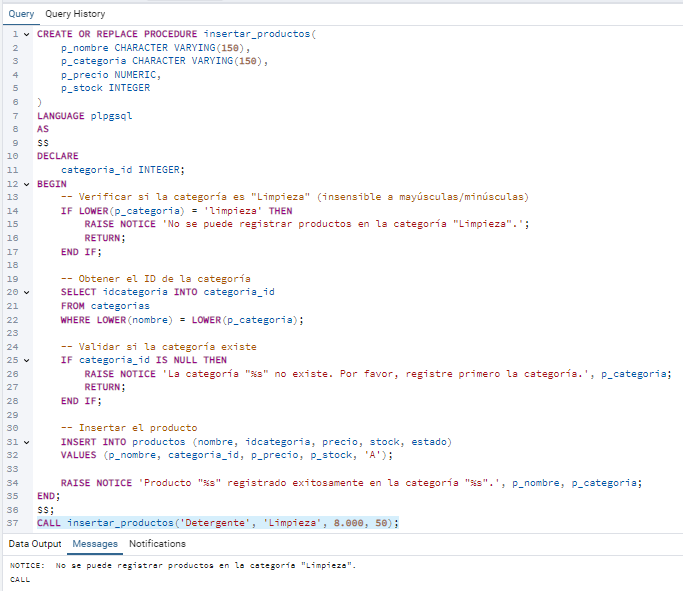 Query Query History
1 CREATE OR REPLACE PROCEDURE insertar_productos(
2 p_nombre CHARACTER VARYING(150),
3 p_categoria CHARACTER VARYING(150),
4 p_precio NUMERIC,
5 p_stock INTEGER
6 )
7 LANGUAGE plpgsql
8 AS
9 $$
10 DECLARE
11 categoria_id INTEGER;
12 BEGIN
13 -- Verificar si la categoría es "Limpieza" (insensible a mayúsculas/minúsculas)
14 IF LOWER(p_categoria) = 'limpieza' THEN
15 RAISE NOTICE 'No se puede registrar productos en la categoría "Limpieza".';
16 RETURN;
17 END IF;
18
19 -- Obtener el ID de la categoría
20 SELECT idcategoria INTO categoria_id
21 FROM categorias
22 WHERE LOWER(nombre) = LOWER(p_categoria);
23
24 -- Validar si la categoría existe
25 IF categoria_id IS NULL THEN
26 RAISE NOTICE 'La categoría "%s" no existe. Por favor, registre primero la categoría.', p_categoria;
27 RETURN;
28 END IF;
29
30 -- Insertar el producto
31 INSERT INTO productos (nombre, idcategoria, precio, stock, estado)
32 VALUES (p_nombre, categoria_id, p_precio, p_stock, 'A');
33
34 RAISE NOTICE 'Producto "%s" registrado exitosamente en la categoría "%s".', p_nombre, p_categoria;
35 END;
36 $$;
37 CALL insertar_productos('Detergente', 'Limpieza', 8.000, 50);
Data Output Messages Notifications
NOTICE: No se puede registrar productos en la categoría "Limpieza".
CALL